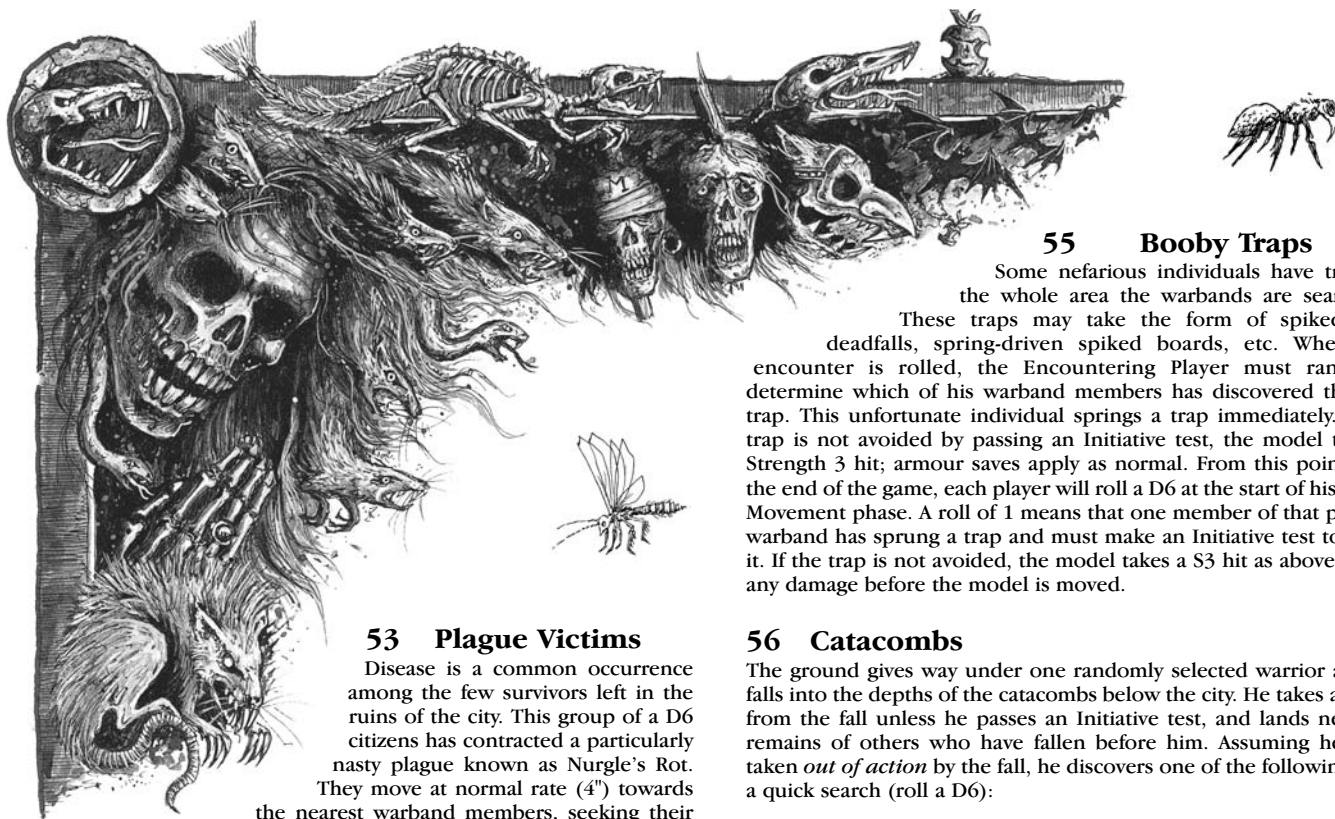 M
53 Plague Victims
Disease is a common occurrence
among the few survivors left in the
ruins of the city. This group of a D6
citizens has contracted a particularly
nasty plague known as Nurgle's Rot.
They move at normal rate (4") towards
the nearest warband members, seeking their
55 Booby Traps
Some nefarious individuals have tr
the whole area the warbands are sear
These traps may take the form of spiked
deadfalls, spring-driven spiked boards, etc. Whe
encounter is rolled, the Encountering Player must ran
determine which of his warband members has discovered th
trap. This unfortunate individual springs a trap immediately.
trap is not avoided by passing an Initiative test, the model t
Strength 3 hit; armour saves apply as normal. From this poin
the end of the game, each player will roll a D6 at the start of his
Movement phase. A roll of 1 means that one member of that p
warband has sprung a trap and must make an Initiative test to
it. If the trap is not avoided, the model takes a S3 hit as above
any damage before the model is moved.
56 Catacombs
The ground gives way under one randomly selected warrior a
falls into the depths of the catacombs below the city. He takes a
from the fall unless he passes an Initiative test, and lands ne
remains of others who have fallen before him. Assuming he
taken out of action by the fall, he discovers one of the followin
a quick search (roll a D6):